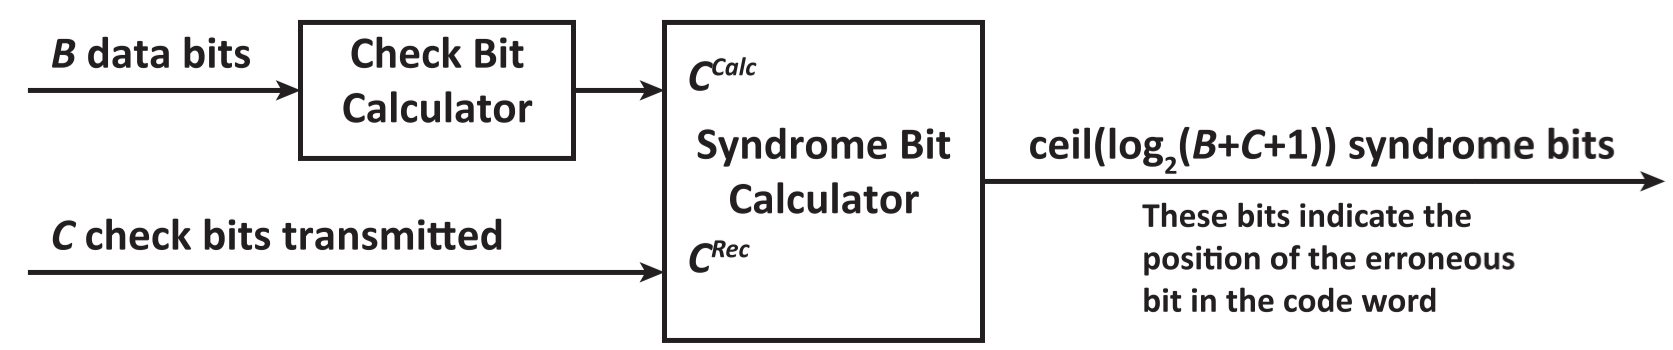 B data bits
Check Bit
Calculator
C check bits transmitted
C^Calc
Syndrome Bit
Calculator
C^Rec
ceil(log₂(B+C+1)) syndrome bits
These bits indicate the
position of the erroneous
bit in the code word